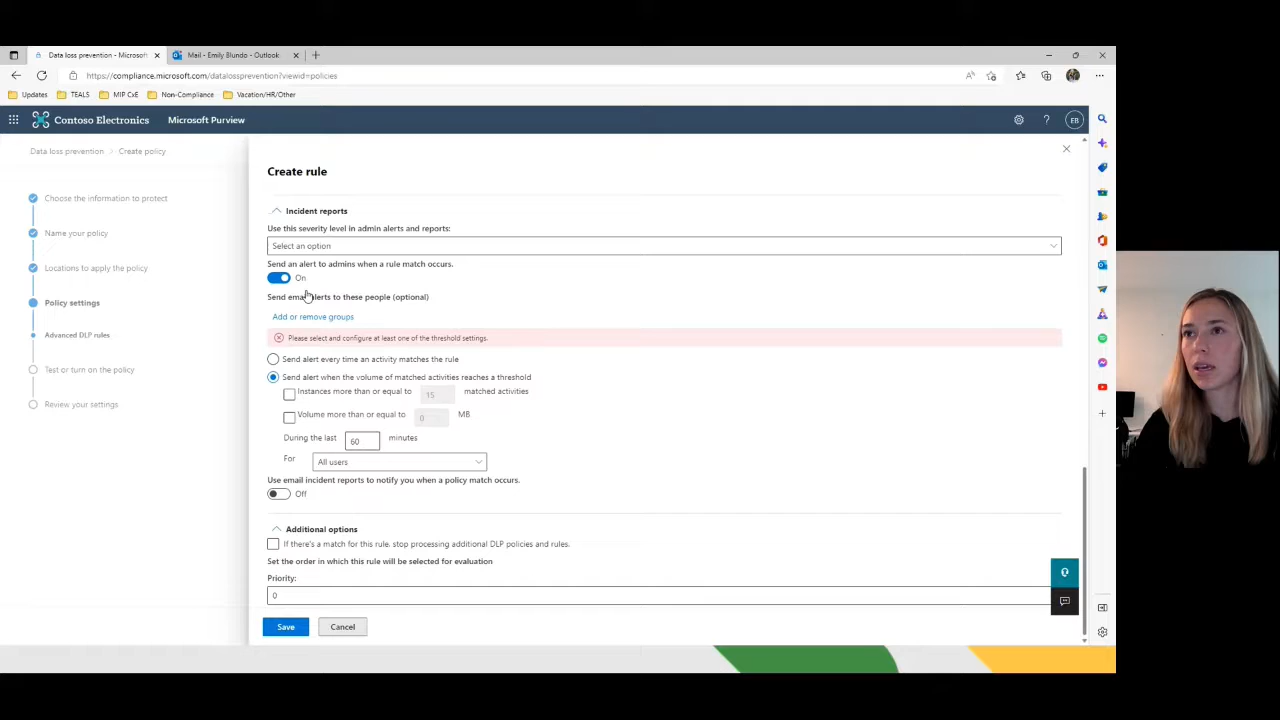 Data loss prevention - Microsoft
Mail - Emily Blundo - Outlook
https://compliance.microsoft.com/datalossprevention?viewid=policies
Updates
TEALS
MIP CxE
Non-Compliance
Vacation/HR/Other
Contoso Electronics
Microsoft Purview
EB
Data loss prevention > Create policy
Choose the information to protect
Name your policy
Locations to apply the policy
Policy settings
Advanced DLP rules
Test or turn on the policy
Review your settings
Create rule
Incident reports
Use this severity level in admin alerts and reports:
Select an option
Send an alert to admins when a rule match occurs.
On
Send email alerts to these people (optional)
Add or remove groups
Please select and configure at least one of the threshold settings.
Send alert every time an activity matches the rule
Send alert when the volume of matched activities reaches a threshold
Instances more than or equal to 15 matched activities
Volume more than or equal to 0 MB
During the last 60 minutes
For All users
Use email incident reports to notify you when a policy match occurs.
Off
Additional options
If there's a match for this rule, stop processing additional DLP policies and rules.
Set the order in which this rule will be selected for evaluation
Priority:
0
Save
Cancel